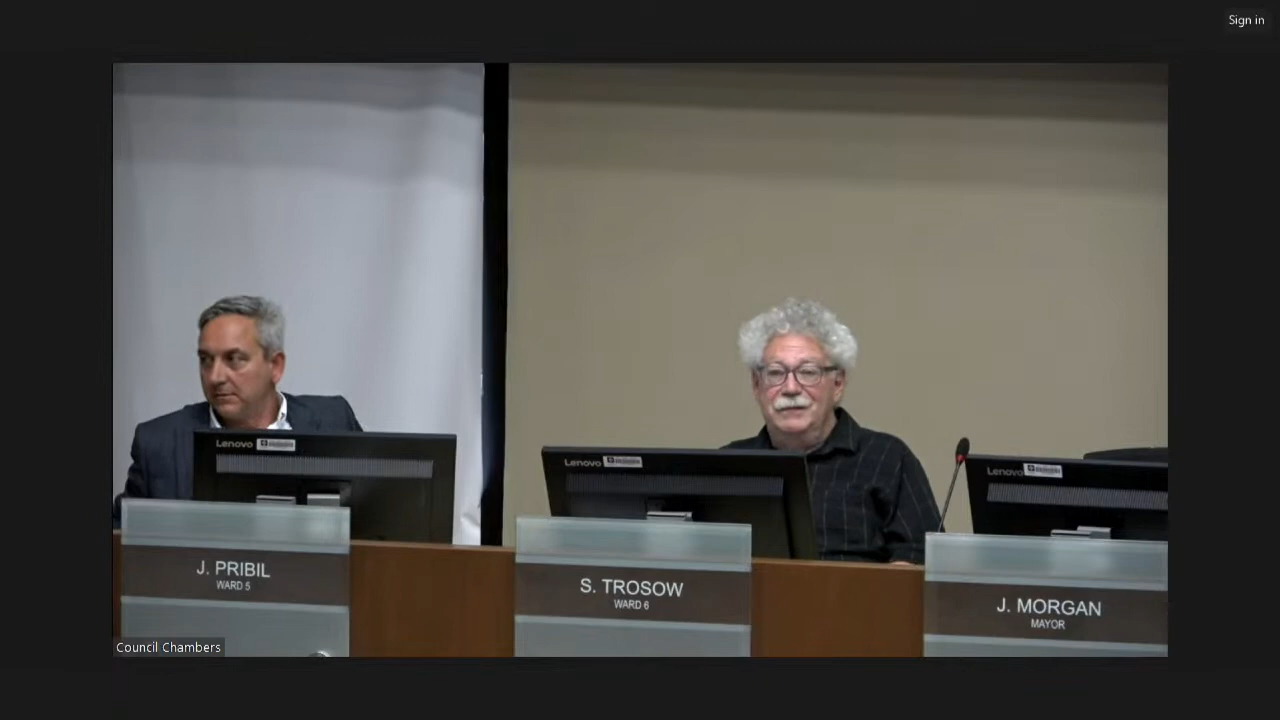 Sign in
Lenovo
Lenovo
Lenovo
J. PRIBIL
WARD 5
S. TROSOW
WARD 6
J. MORGAN
MAYOR
Council Chambers